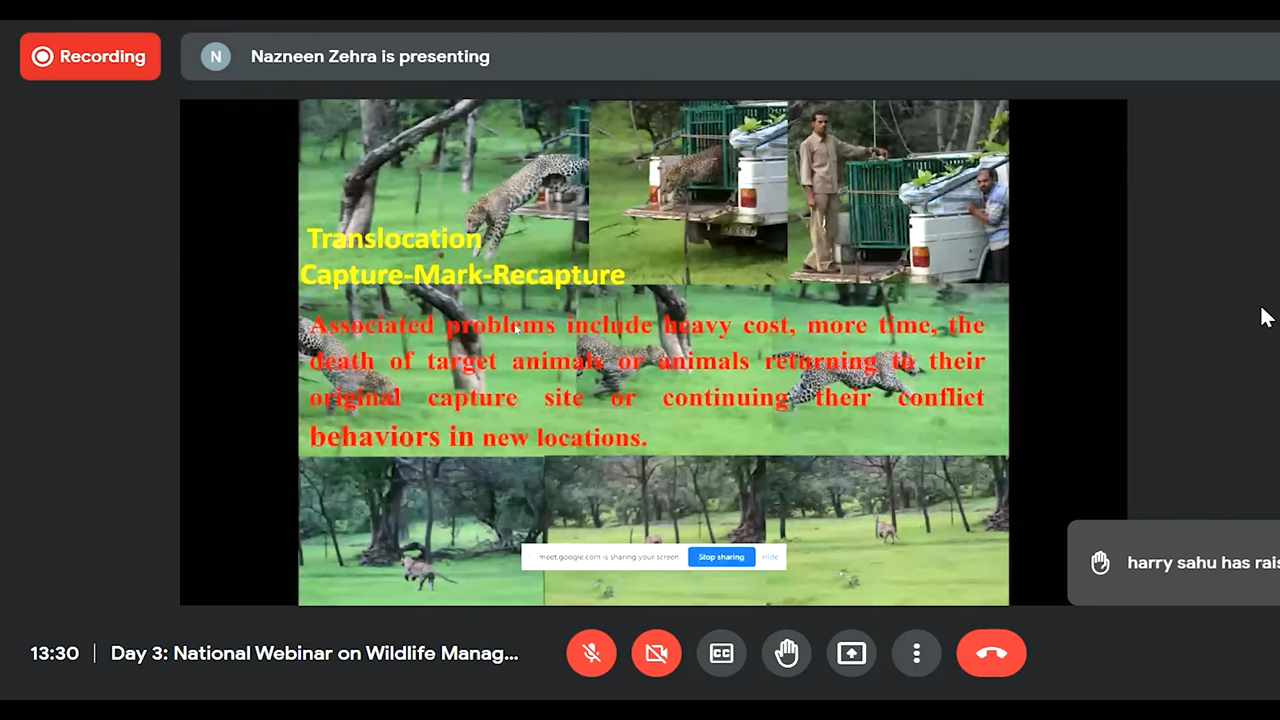 Recording
N
Nazneen Zehra is presenting
Translocation
Capture-Mark-Recapture
Associated problems include heavy cost, more time, the
death of target animals or animals returning to their
original capture site or continuing their conflict
behaviors in new locations.
meet.google.com is sharing your screen.
Stop sharing
Hide
harry sahu has rais
13:30
Day 3: National Webinar on Wildlife Manag...
CC